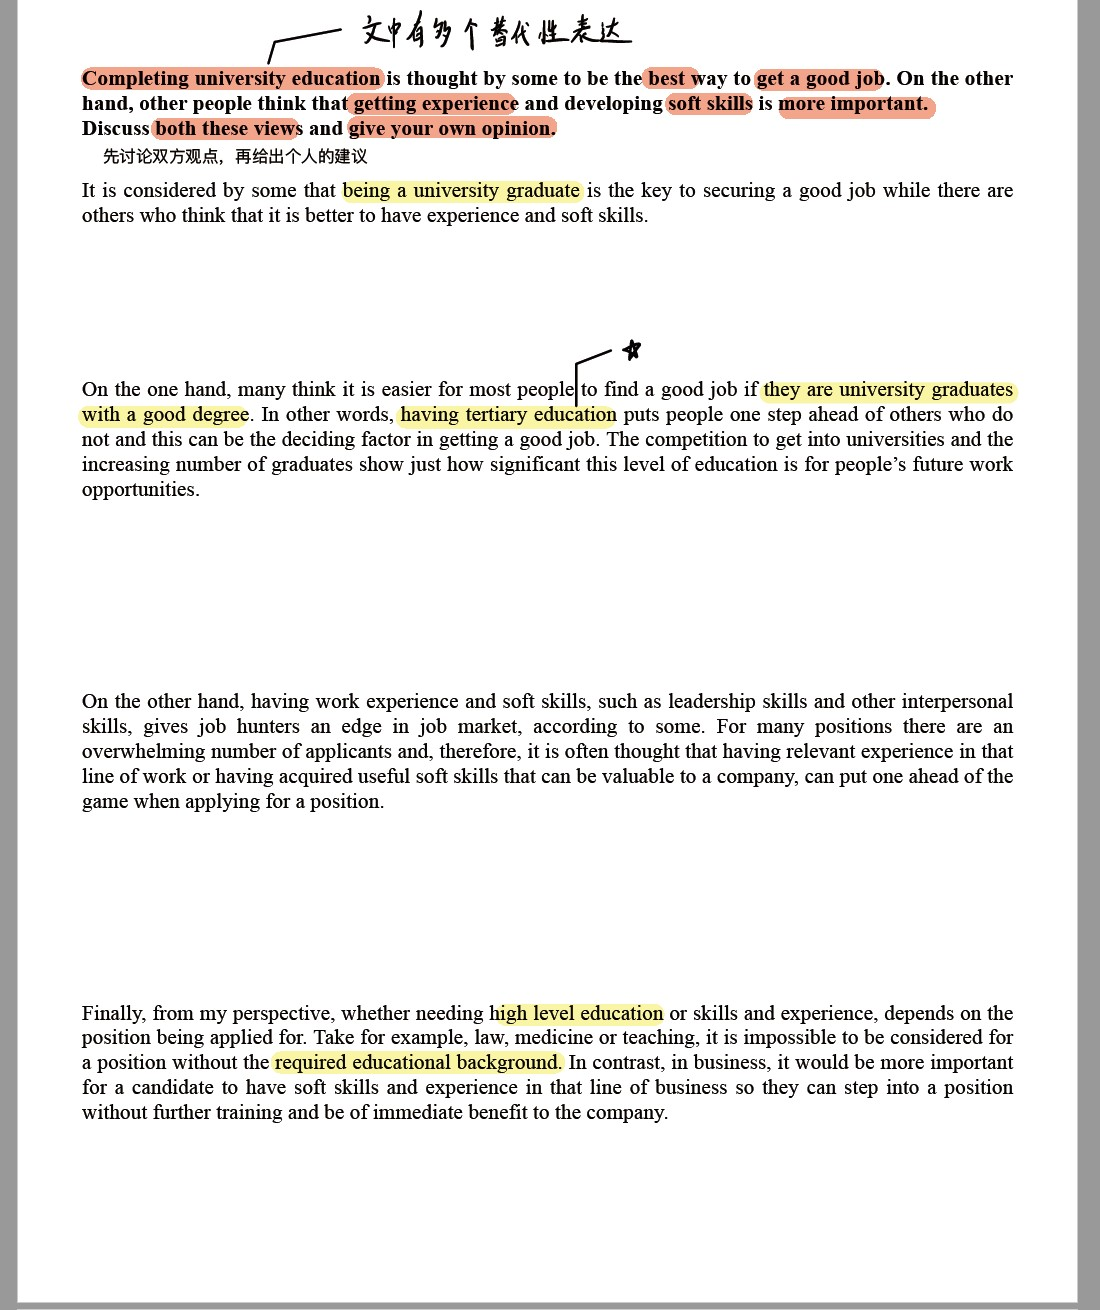 文中有多个替代性表达
Completing university education is thought by some to be the best way to get a good job. On the other
hand, other people think that getting experience and developing soft skills is more important.
Discuss both these views and give your own opinion.
先讨论双方观点，再给出个人的建议
It is considered by some that being a university graduate is the key to securing a good job while there are
others who think that it is better to have experience and soft skills.
On the one hand, many think it is easier for most people to find a good job if they are university graduates
with a good degree. In other words, having tertiary education puts people one step ahead of others who do
not and this can be the deciding factor in getting a good job. The competition to get into universities and the
increasing number of graduates show just how significant this level of education is for people’s future work
opportunities.
On the other hand, having work experience and soft skills, such as leadership skills and other interpersonal
skills, gives job hunters an edge in job market, according to some. For many positions there are an
overwhelming number of applicants and, therefore, it is often thought that having relevant experience in that
line of work or having acquired useful soft skills that can be valuable to a company, can put one ahead of the
game when applying for a position.
Finally, from my perspective, whether needing high level education or skills and experience, depends on the
position being applied for. Take for example, law, medicine or teaching, it is impossible to be considered for
a position without the required educational background. In contrast, in business, it would be more important
for a candidate to have soft skills and experience in that line of business so they can step into a position
without further training and be of immediate benefit to the company.